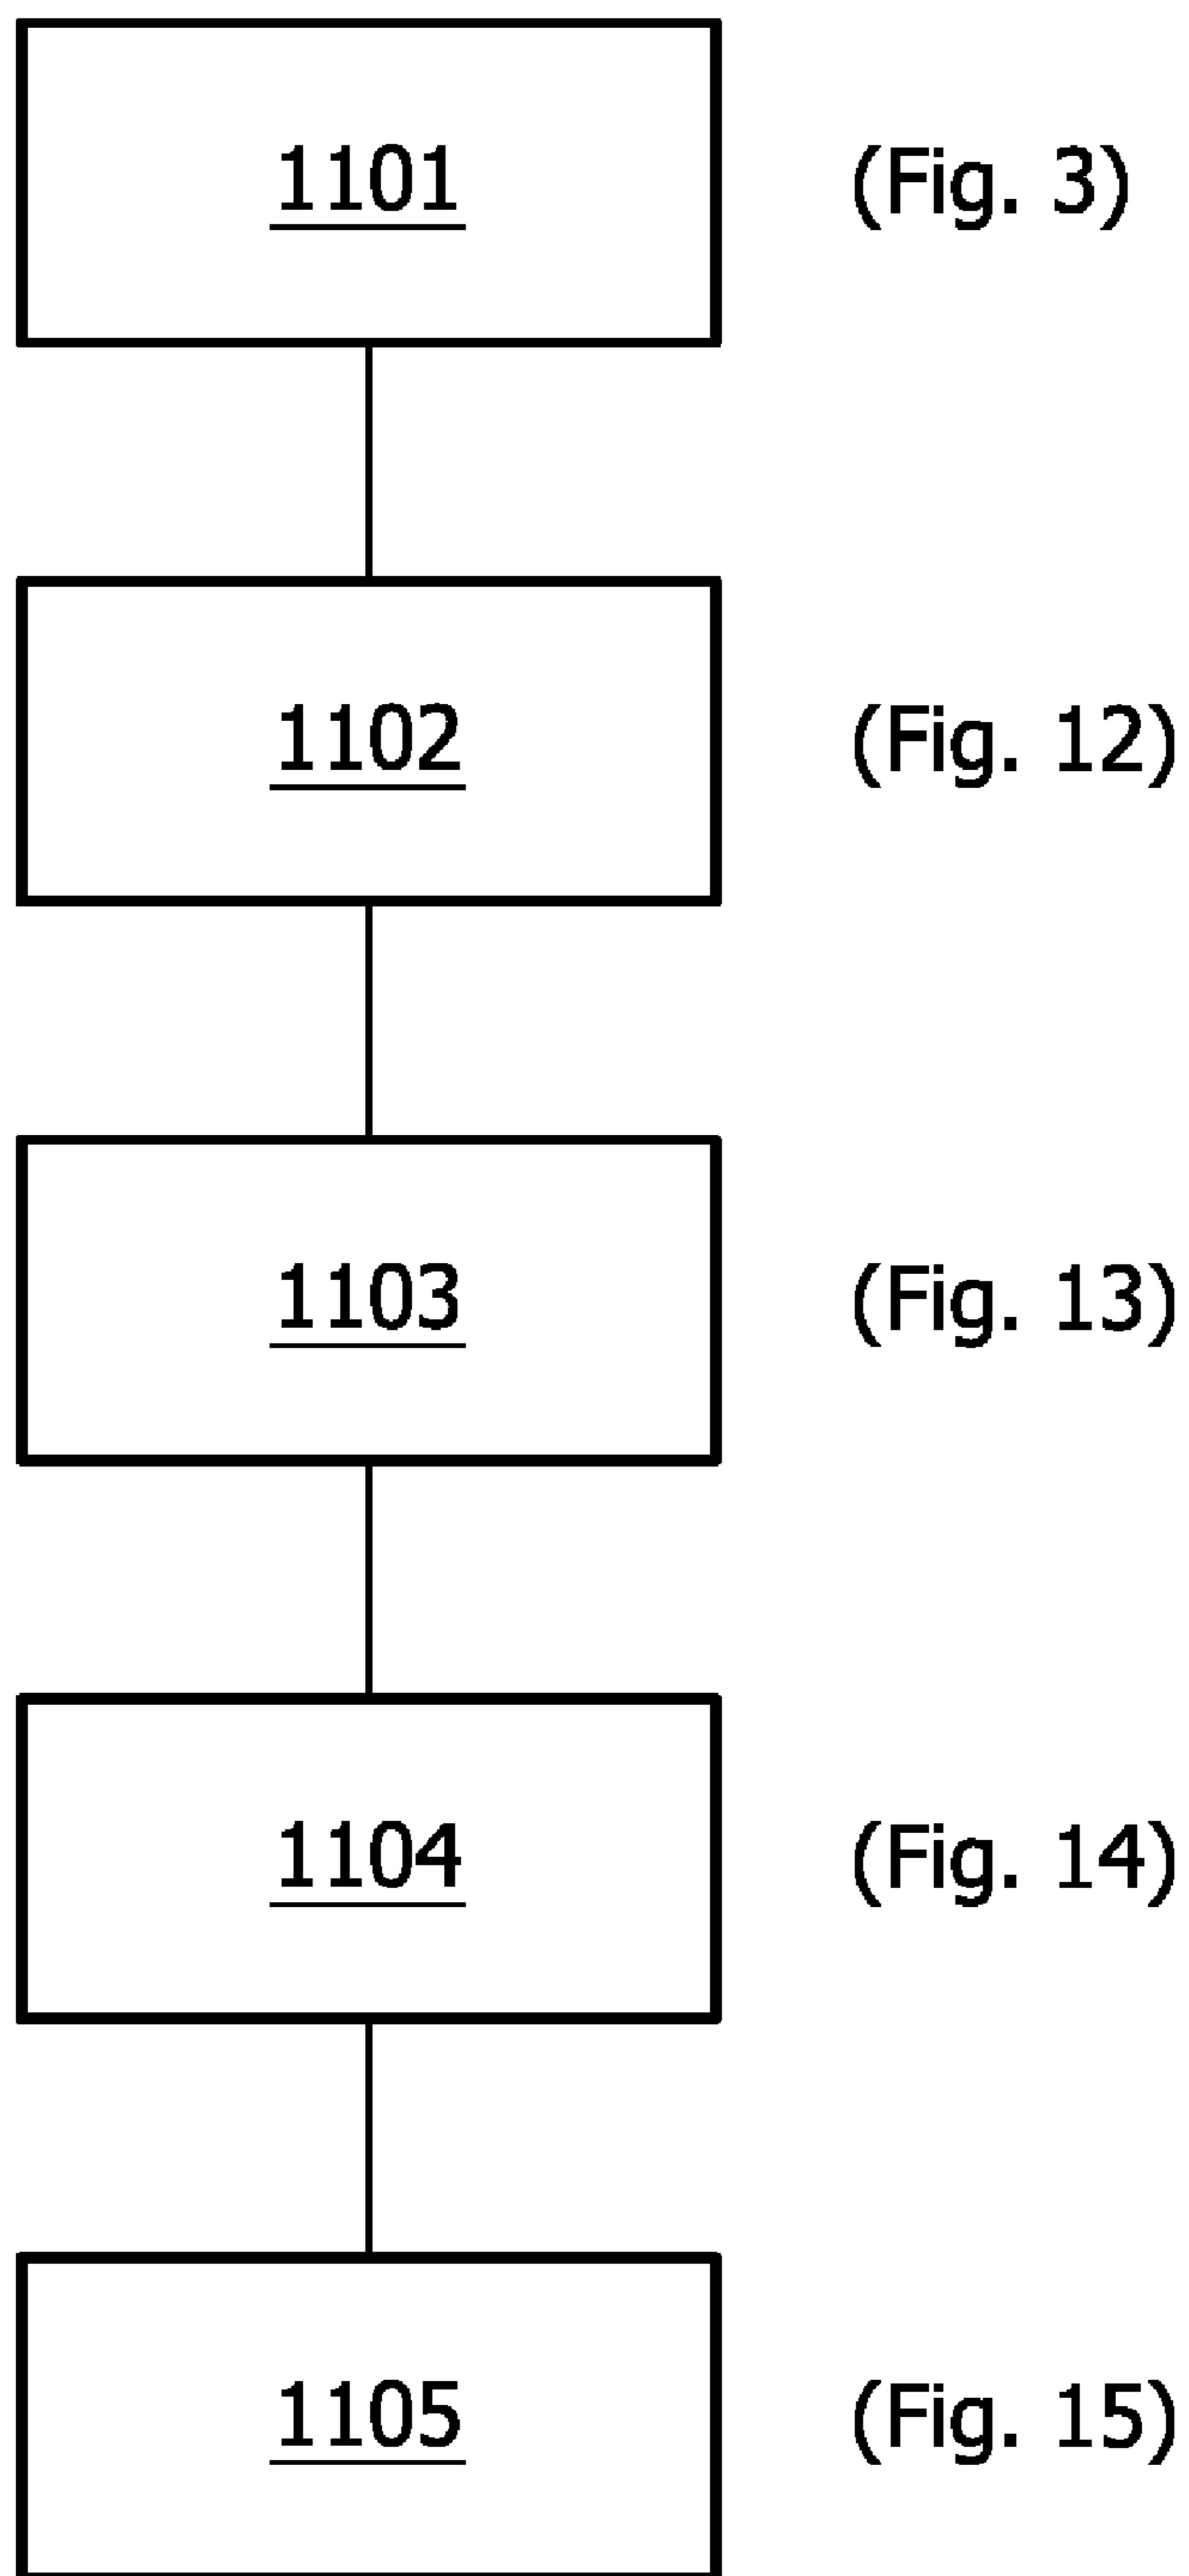 1101 (Fig. 3)
1102 (Fig. 12)
1103 (Fig. 13)
1104 (Fig. 14)
1105 (Fig. 15)